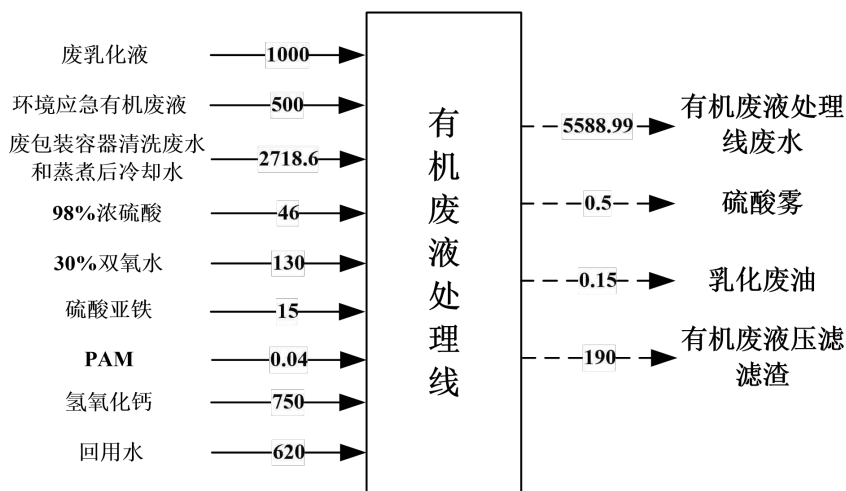 废乳化液
1000
环境应急有机废液
500
废包装容器清洗废水
和蒸煮后冷却水
2718.6
98%浓硫酸
46
30%双氧水
130
硫酸亚铁
15
PAM
0.04
氢氧化钙
750
回用水
620
有机废液处理线
5588.99
有机废液处理
线废水
0.5
硫酸雾
0.15
乳化废油
190
有机废液压滤
滤渣